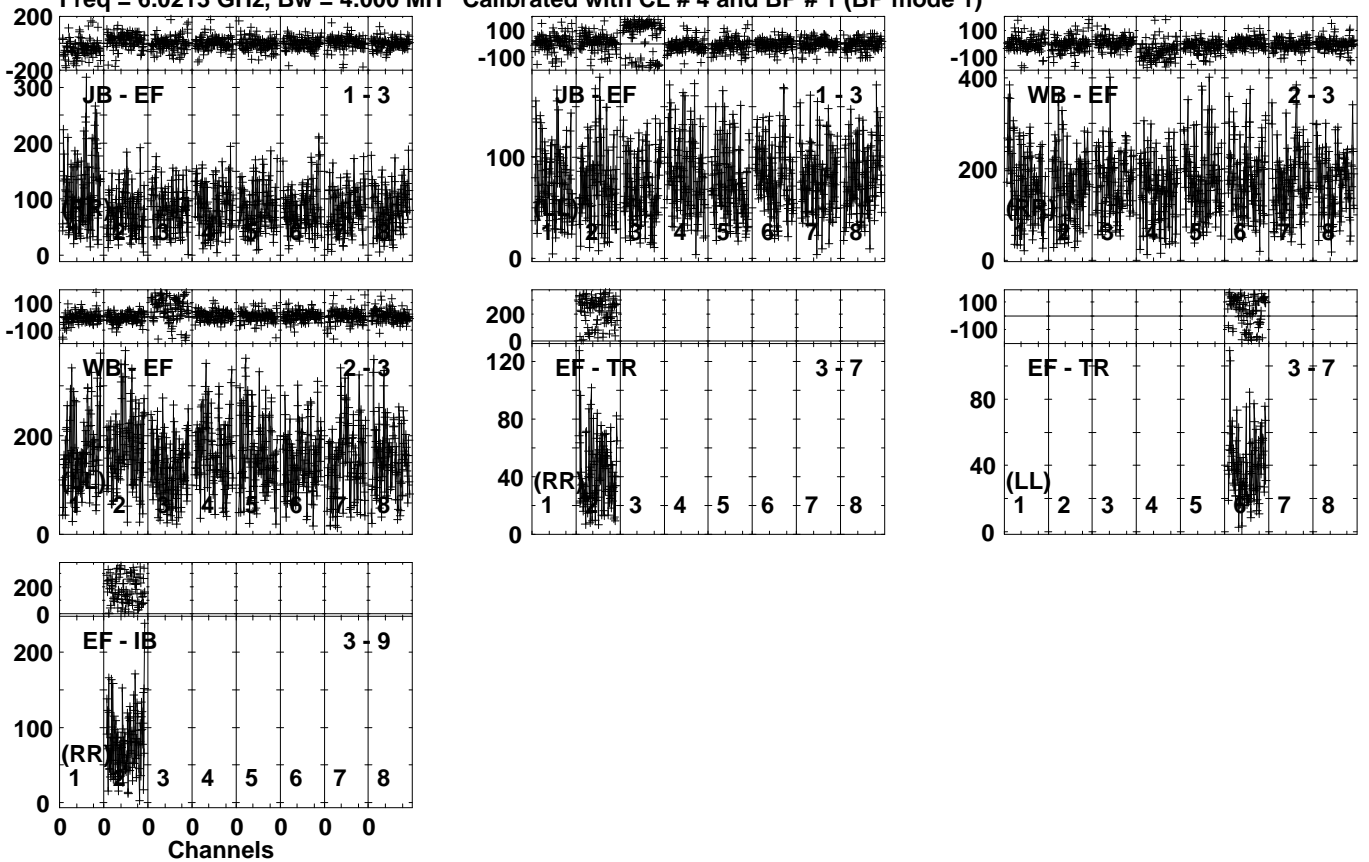 Freq = 6.0213 GHz, Bw = 4.000 MH Calibrated with CL # 4 and BP # 1 (BP mode 1)
200
-200
300
200
100
0
JB - EF 1 - 3
2 3 4 5 6 7 8
100
-100
100
0
JB - EF 1 - 3
1 2 3 4 5 6 7 8
100
-100
400
200
0
WB - EF 2 - 3
(RR)
1 2 3 4 5 6 7 8
100
-100
200
0
WB - EF 2 - 3
1 2 3 4 5 6 7 8
200
0
120
80
40
0
EF - TR 3 - 7
(RR)
1 2 3 4 5 6 7 8
100
-100
80
40
0
EF - TR 3 - 7
(LL)
1 2 3 4 5 6 7 8
200
0
200
100
0
EF - IB 3 - 9
(RR)
1 2 3 4 5 6 7 8
0 0 0 0 0 0 0 0
Channels